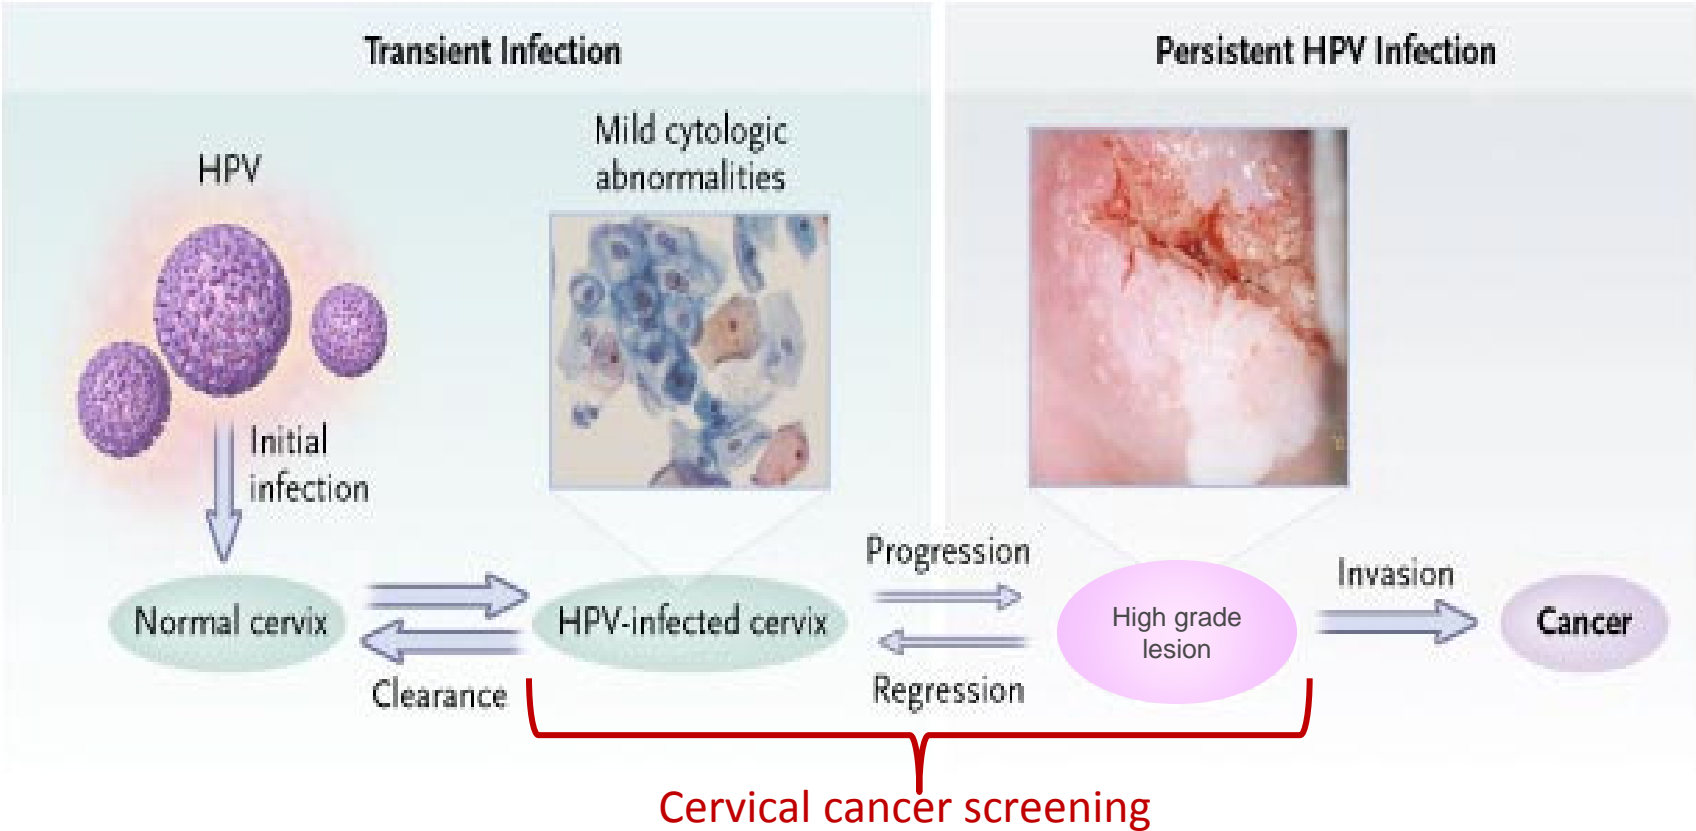 Transient Infection
Persistent HPV Infection
HPV
Mild cytologic
abnormalities
Initial
infection
Normal cervix
Clearance
HPV-infected cervix
Progression
Regression
High grade
lesion
Invasion
Cancer
Cervical cancer screening